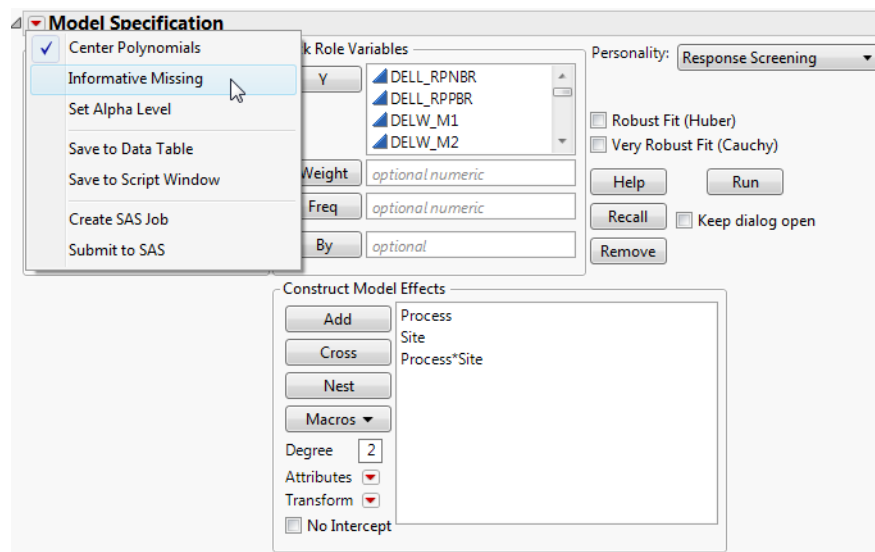 Model Specification
Center Polynomials
Informative Missing
Set Alpha Level
Save to Data Table
Save to Script Window
Create SAS Job
Submit to SAS
k Role Variables
Y
DELL_RPNBR
DELL_RPPBR
DELW_M1
DELW_M2
Weight optional numeric
Freq optional numeric
By optional
Personality: Response Screening
Robust Fit (Huber)
Very Robust Fit (Cauchy)
Help Run
Recall Keep dialog open
Remove
Construct Model Effects
Add
Cross
Nest
Macros
Degree 2
Attributes
Transform
No Intercept
Process
Site
Process*Site